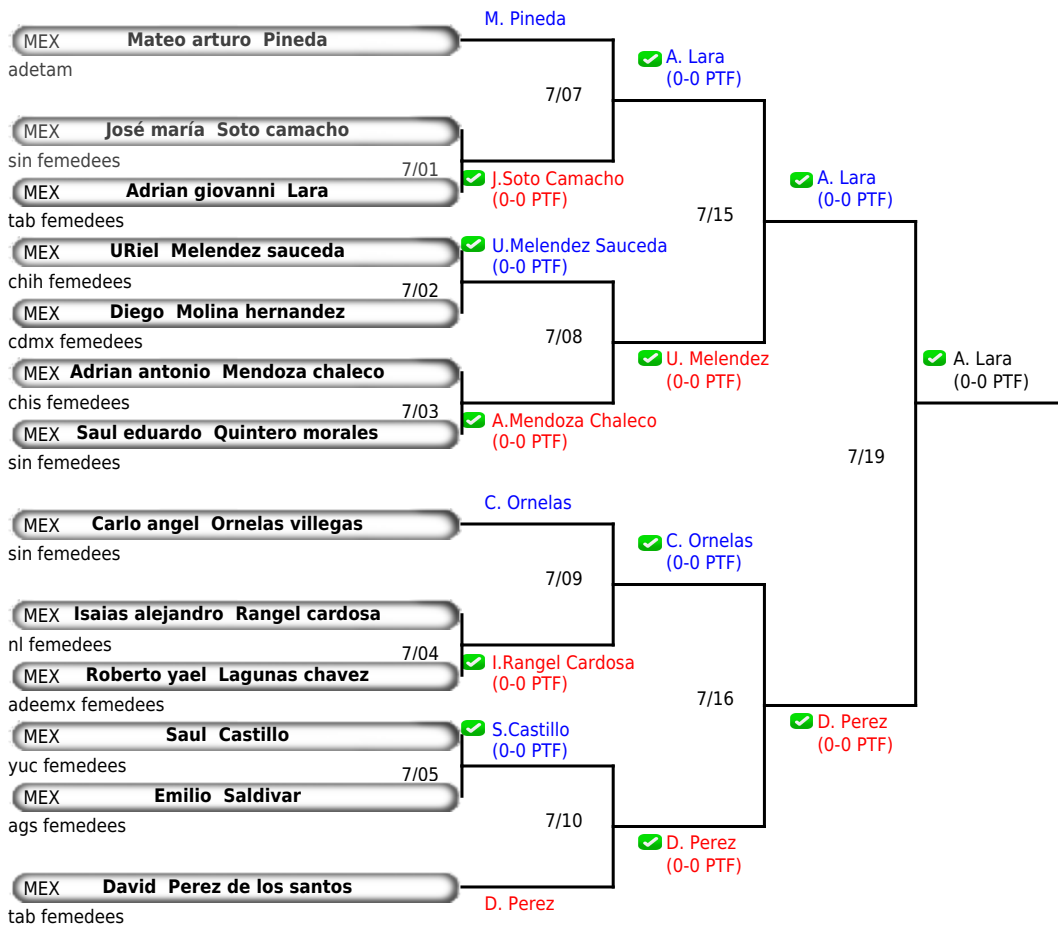 M. Pineda
MEX Mateo arturo Pineda
adetam
A. Lara
(0-0 PTF)
7/07
MEX José maría Soto camacho
sin femedees
7/01
J.Soto Camacho
(0-0 PTF)
MEX Adrian giovanni Lara
tab femedees
A. Lara
(0-0 PTF)
7/15
MEX URiel Melendez sauceda
chih femedees
U.Melendez Sauceda
(0-0 PTF)
7/02
MEX Diego Molina hernandez
cdmx femedees
7/08
U. Melendez
(0-0 PTF)
A. Lara
(0-0 PTF)
MEX Adrian antonio Mendoza chaleco
chis femedees
7/03
A.Mendoza Chaleco
(0-0 PTF)
MEX Saul eduardo Quintero morales
sin femedees
7/19
C. Ornelas
MEX Carlo angel Ornelas villegas
sin femedees
C. Ornelas
(0-0 PTF)
7/09
MEX Isaias alejandro Rangel cardosa
nl femedees
7/04
I.Rangel Cardosa
(0-0 PTF)
MEX Roberto yael Lagunas chavez
adeemx femedees
7/16
D. Perez
(0-0 PTF)
MEX Saul Castillo
yuc femedees
S.Castillo
(0-0 PTF)
7/05
MEX Emilio Saldivar
ags femedees
7/10
D. Perez
(0-0 PTF)
MEX David Perez de los santos
tab femedees
D. Perez